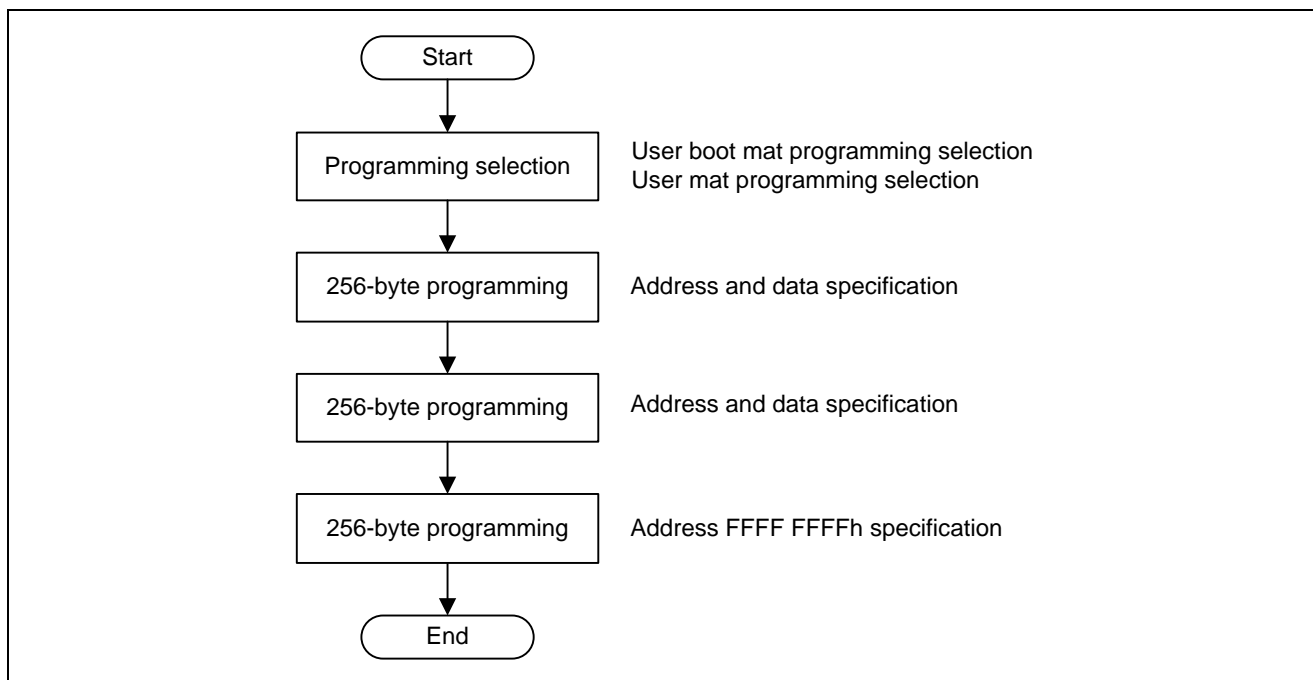 Start
Programming selection
User boot mat programming selection
User mat programming selection
256-byte programming
Address and data specification
256-byte programming
Address and data specification
256-byte programming
Address FFFF FFFFh specification
End